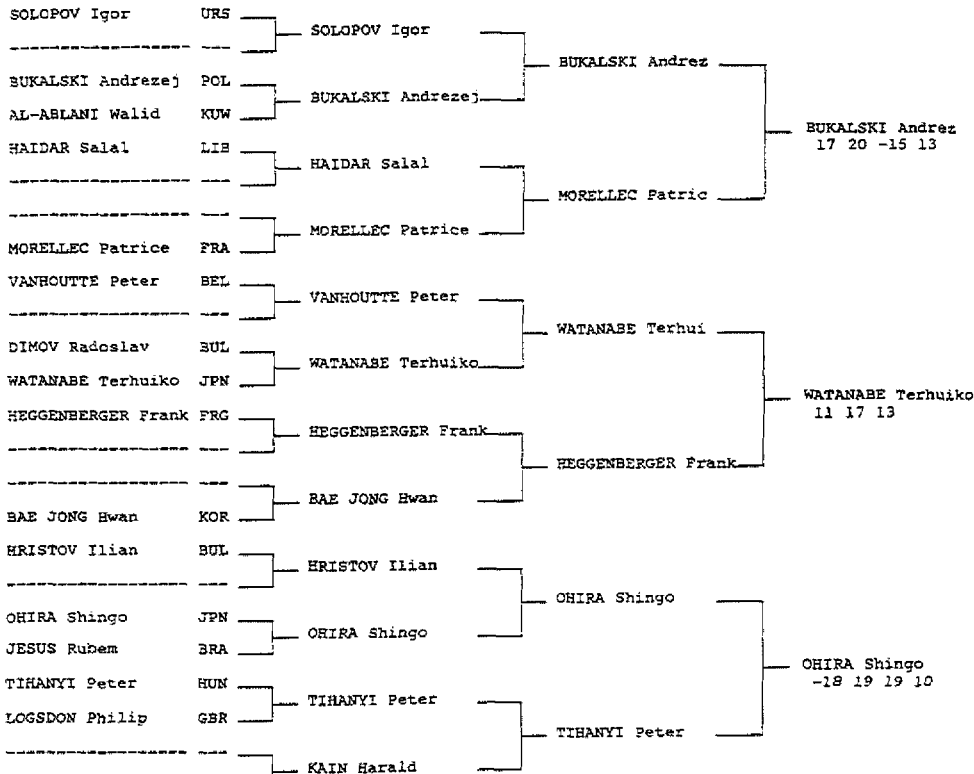 SOLOPOV Igor URS
SOLOPOV Igor
BUKALSKI Andrez
BUKALSKI Andrezej POL
BUKALSKI Andrezej
AL-ABLANI Walid KUW
BUKALSKI Andrez
17 20 -15 13
HAIDAR Salal LIB
HAIDAR Salal
MORELLEC Patric
MORELLEC Patrice
MORELLEC Patrice FRA
VANHOUTTE Peter BEL
VANHOUTTE Peter
WATANABE Terhui
DIMOV Radoslav BUL
WATANABE Terhuiko
WATANABE Terhuiko JPN
WATANABE Terhuiko
11 17 13
HEGGENBERGER Frank FRG
HEGGENBERGER Frank
HEGGENBERGER Frank
BAE JONG Hwan
BAE JONG Hwan KOR
HRISTOV Ilian BUL
HRISTOV Ilian
OHIRA Shingo
OHIRA Shingo JPN
OHIRA Shingo
JESUS Rubem BRA
OHIRA Shingo
-18 19 19 10
TIHANYI Peter HUN
TIHANYI Peter
LOGSDON Philip GBR
TIHANYI Peter
KAIN Harald